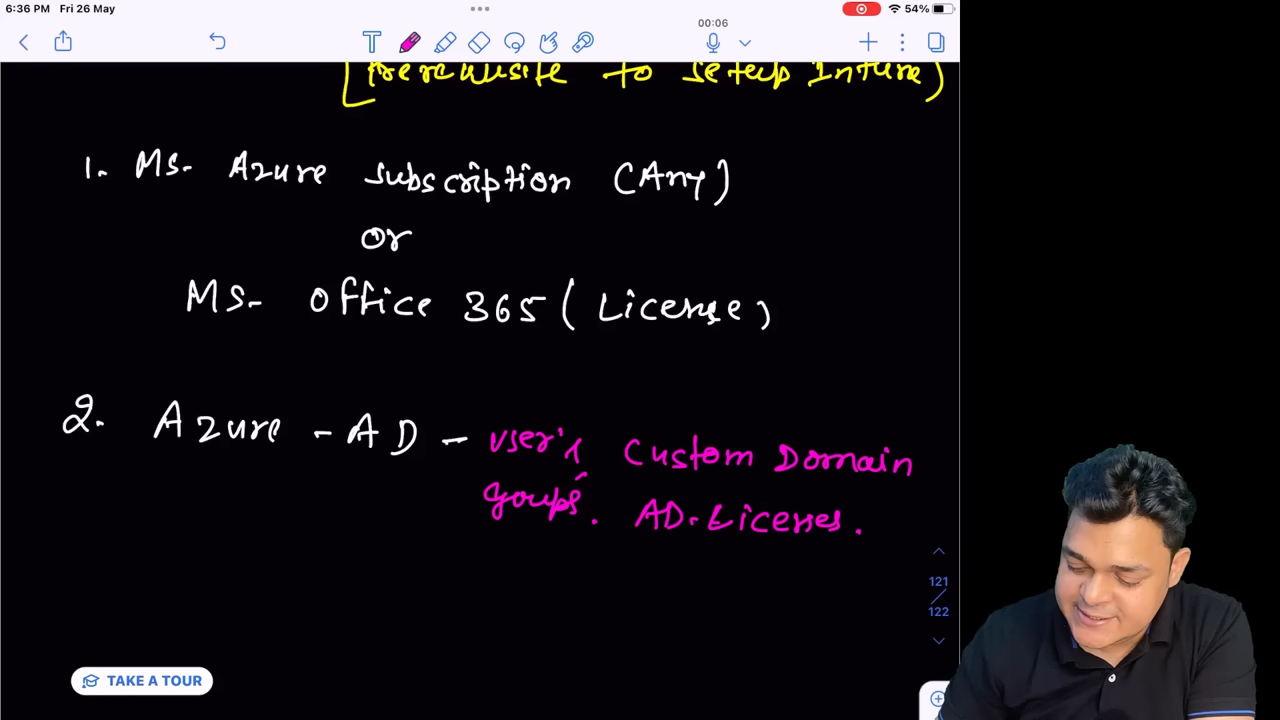 6:36 PM Fri 26 May
54%
00:06
T
[Prerequisite to setup Intune)
1. MS. Azure subscription (Any)
or
MS. Office 365 (License)
2. Azure - AD - user's Custom Domain
groups. AD. Licenses.
121
122
TAKE A TOUR